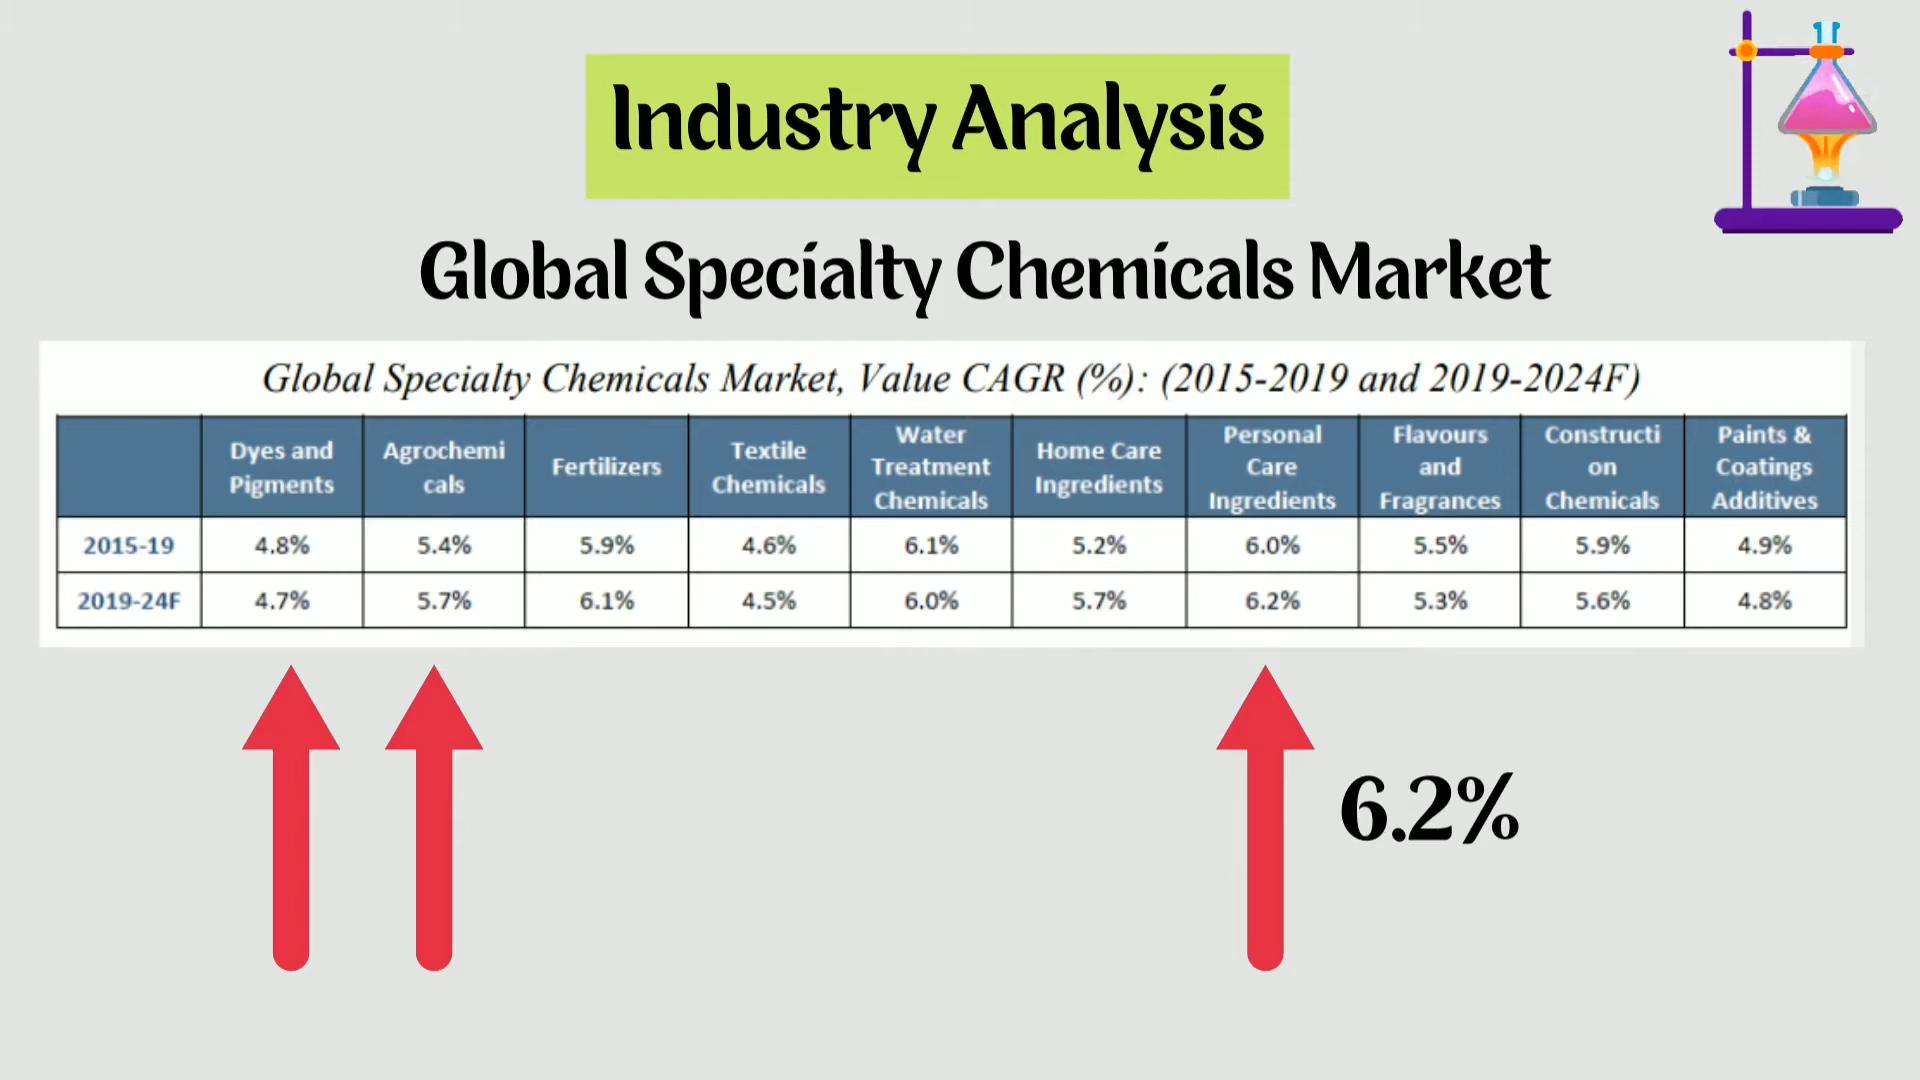 Industry Analysis
Global Specialty Chemicals Market
Global Specialty Chemicals Market, Value CAGR (%): (2015-2019 and 2019-2024F)
Dyes and Pigments Agrochemi cals Fertilizers Textile Chemicals Water Treatment Chemicals Home Care Ingredients Personal Care Ingredients Flavours and Fragrances Constructi on Chemicals Paints & Coatings Additives
2015-19 4.8% 5.4% 5.9% 4.6% 6.1% 5.2% 6.0% 5.5% 5.9% 4.9%
2019-24F 4.7% 5.7% 6.1% 4.5% 6.0% 5.7% 6.2% 5.3% 5.6% 4.8%
6.2%